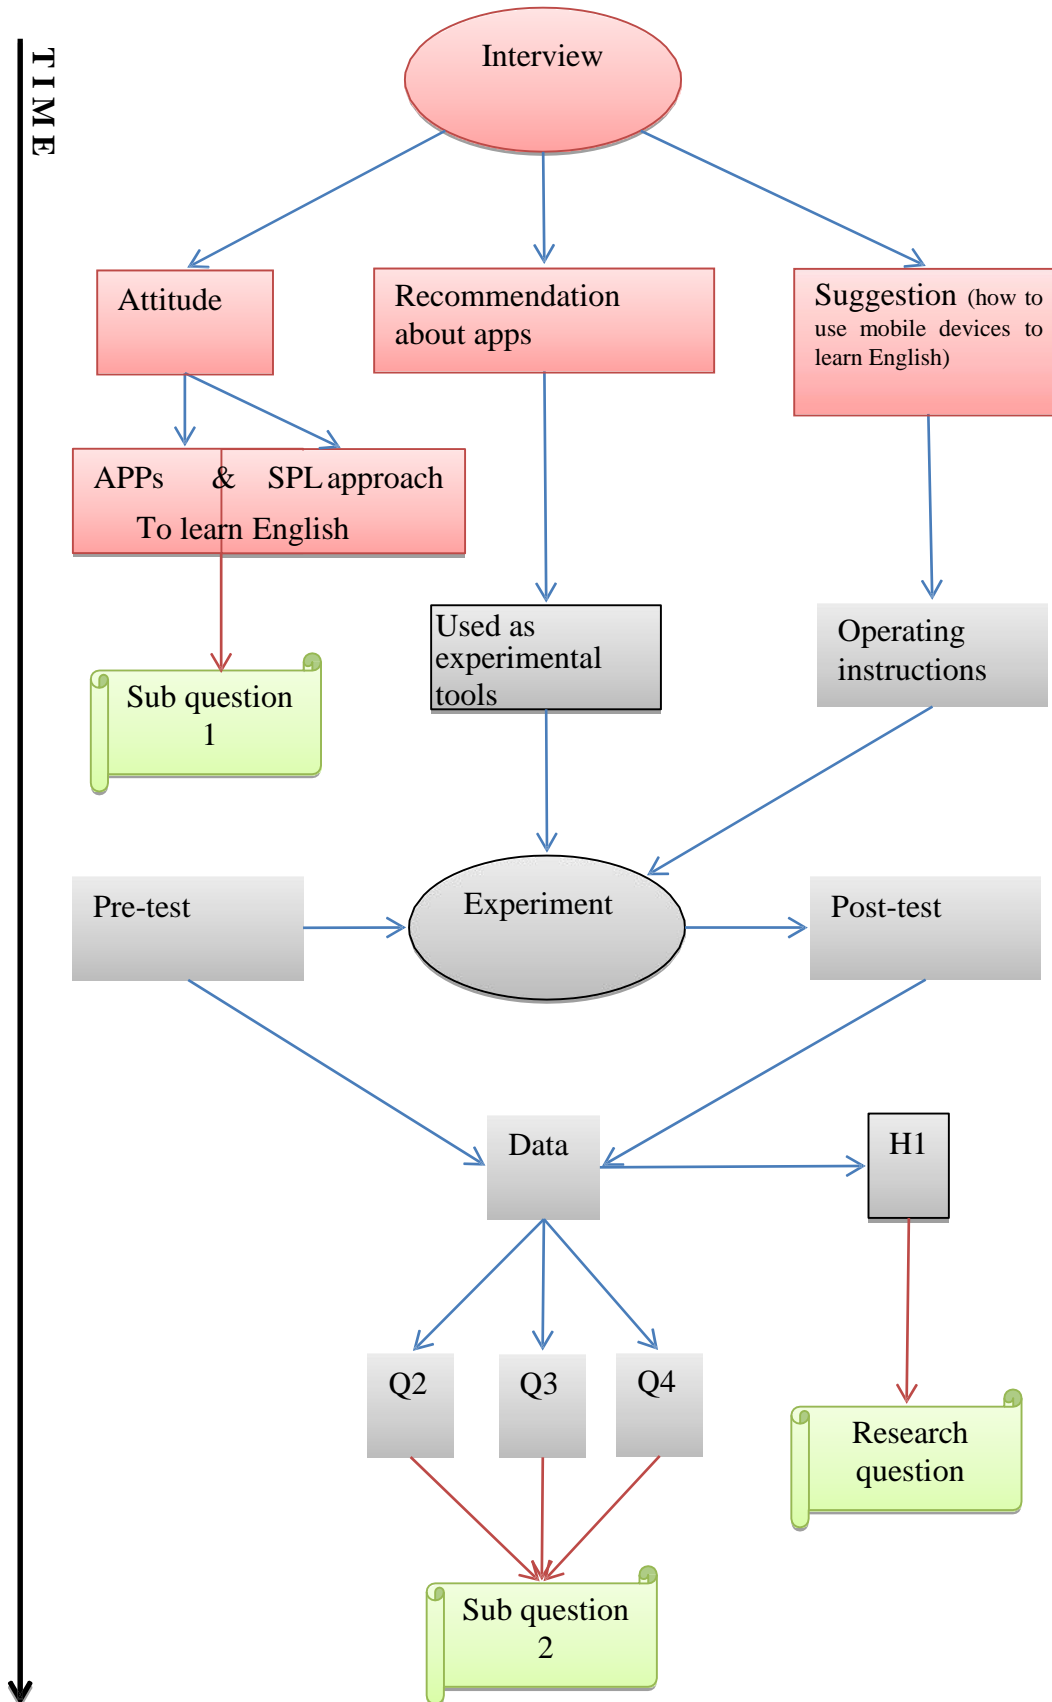 TIME
Interview
Attitude
Recommendation
about apps
Suggestion (how to
use mobile devices to
learn English)
APPs & SPL approach
To learn English
Used as
experimental
tools
Operating
instructions
Sub question
1
Pre-test
Experiment
Post-test
Data
H1
Q2
Q3
Q4
Research
question
Sub question
2